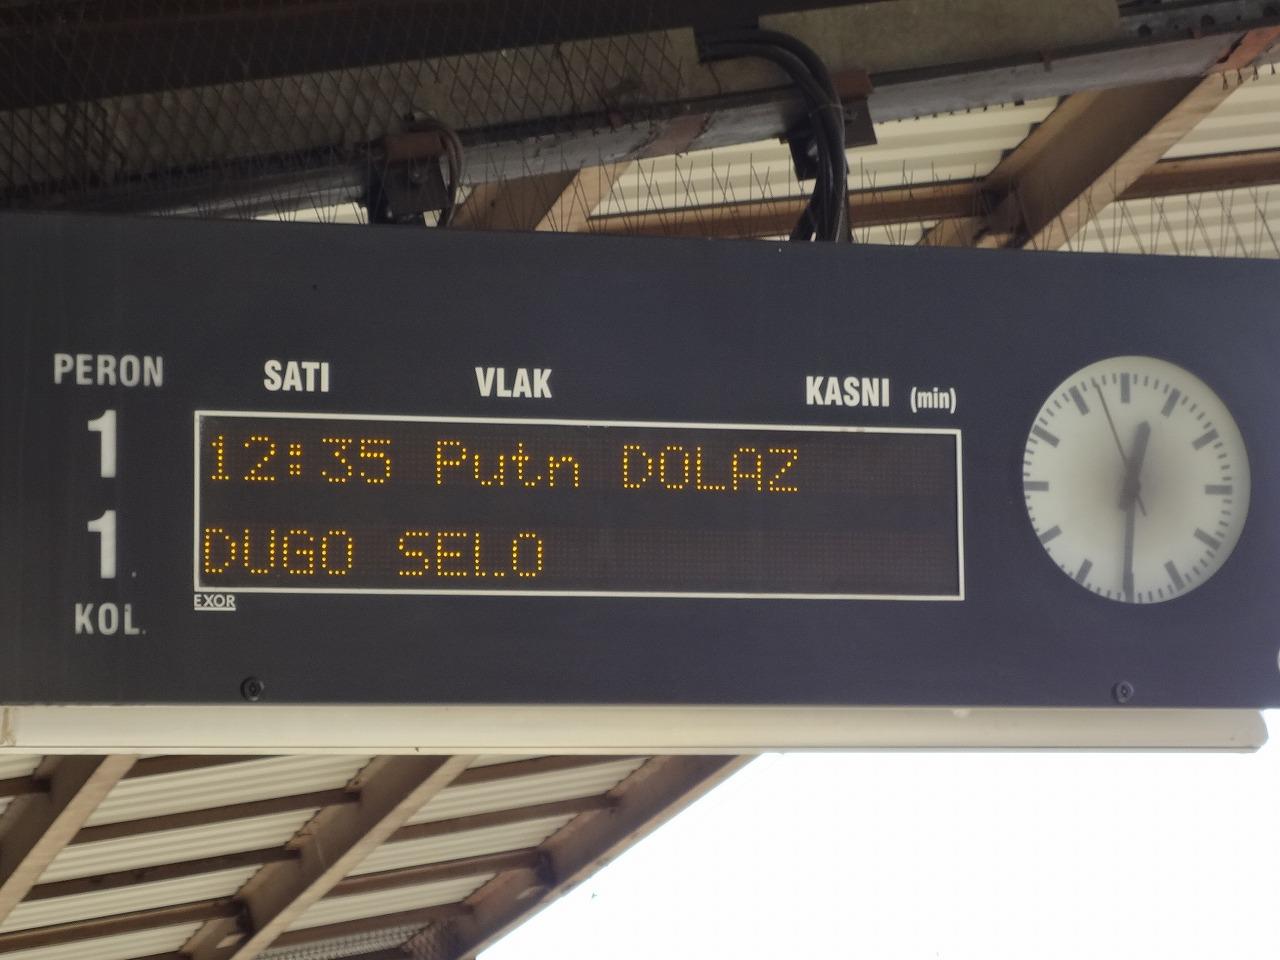 PERON
1
1
KOL.
SATI VLAK KASNI (min)
12:35 Putn DOLAZ
DUGO SELO
EXOR